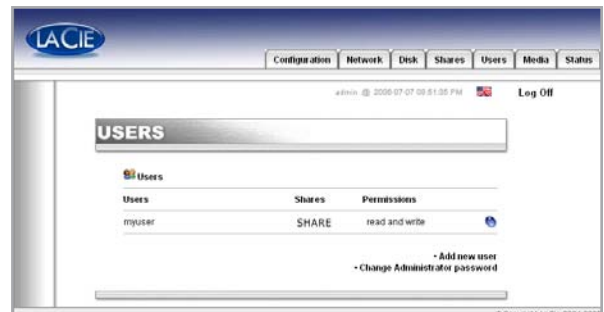 LACIE
Configuration Network Disk Shares Users Media Status
admin @ 2006-07-07 09:51:35 PM Log Off
USERS
Users
Users Shares Permissions
myuser SHARE read and write
• Add new user
• Change Administrator password